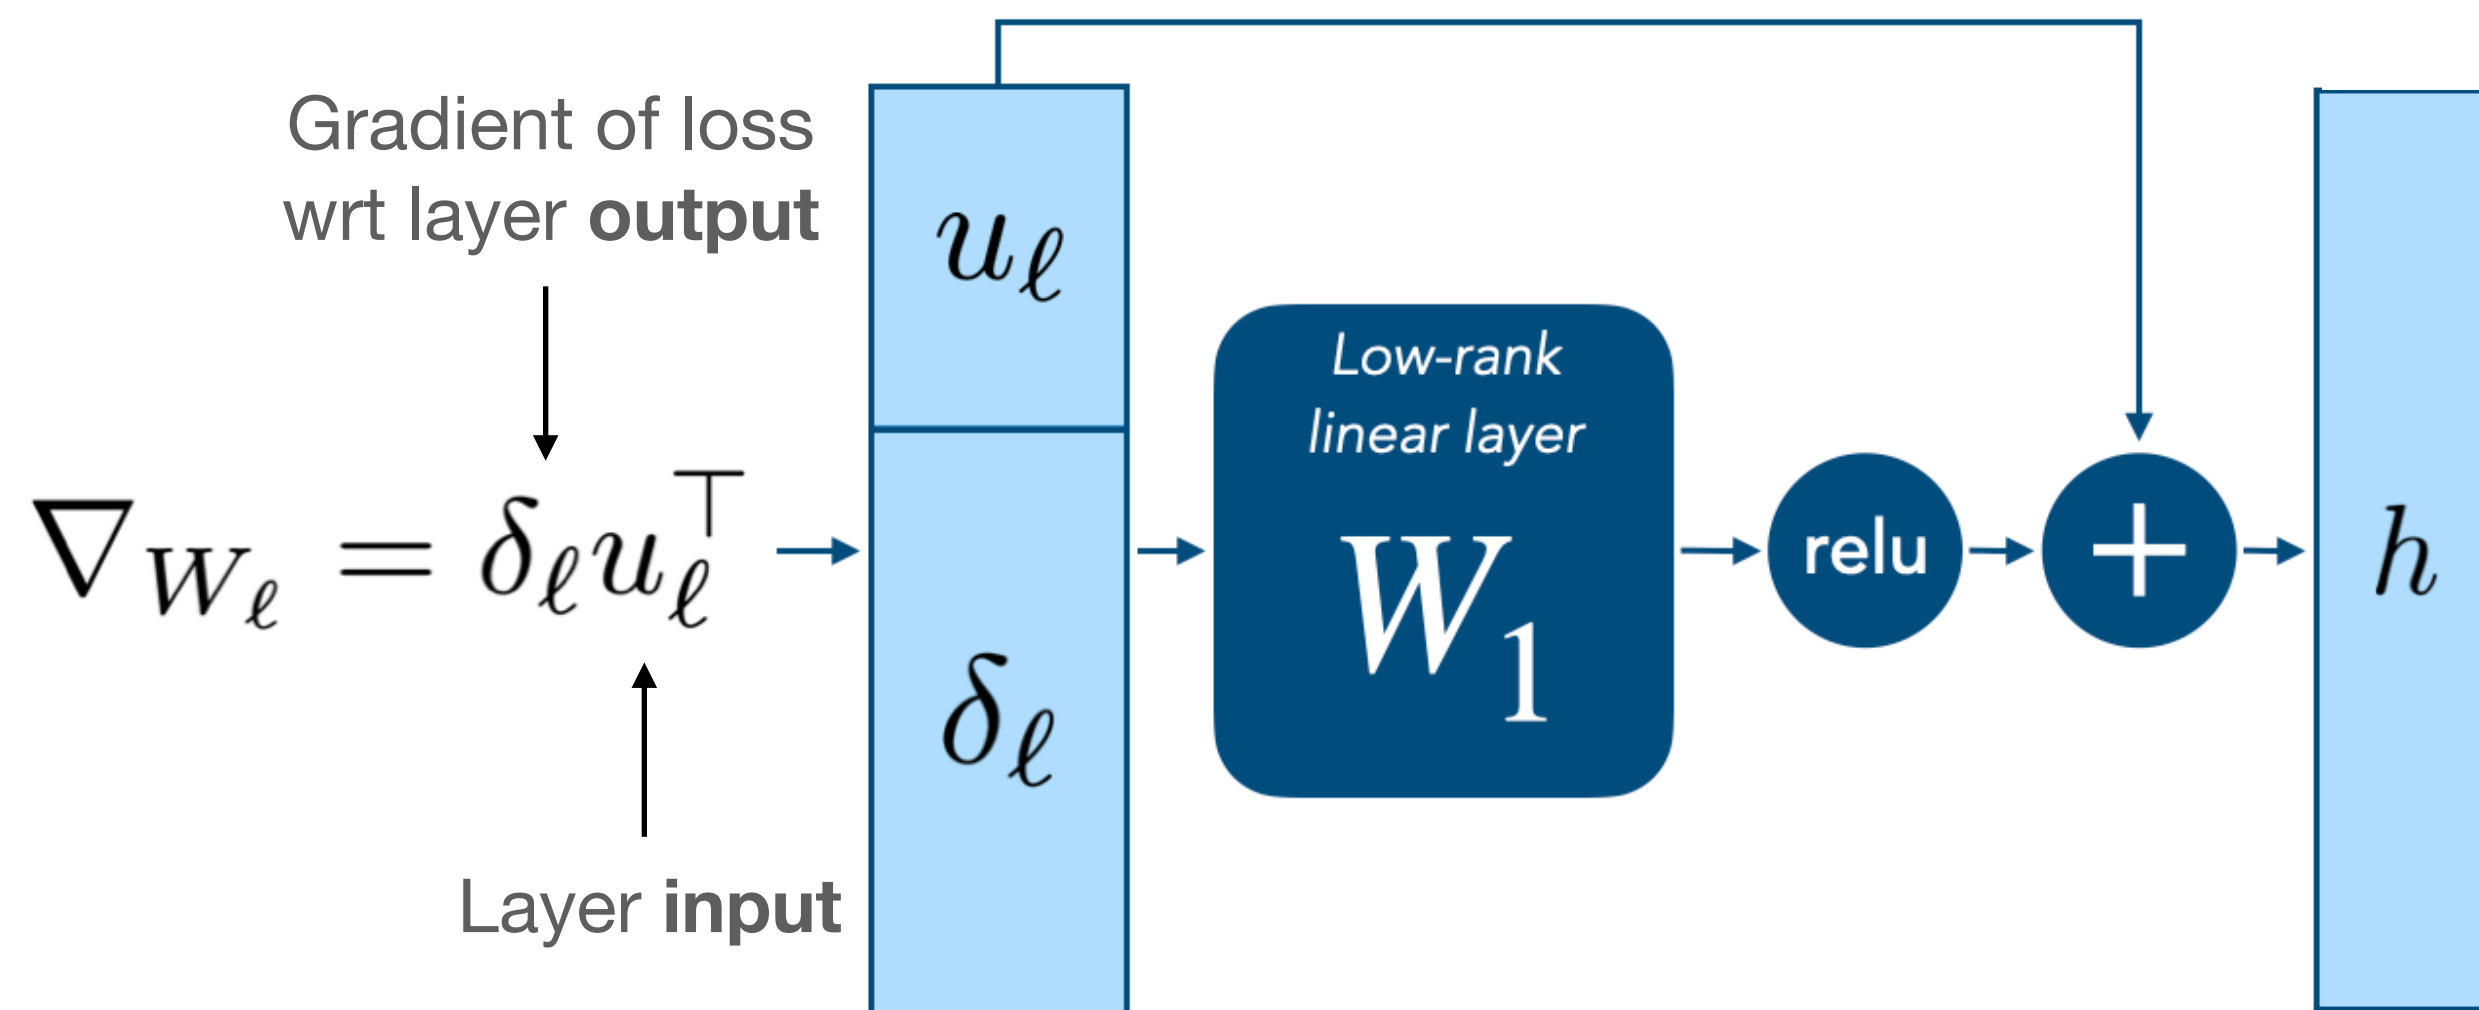 Gradient of loss
wrt layer output
∇_{W_ℓ} = δ_ℓ u_ℓ^⊤
Layer input
u_ℓ
δ_ℓ
Low-rank
linear layer
W_1
relu
+
h